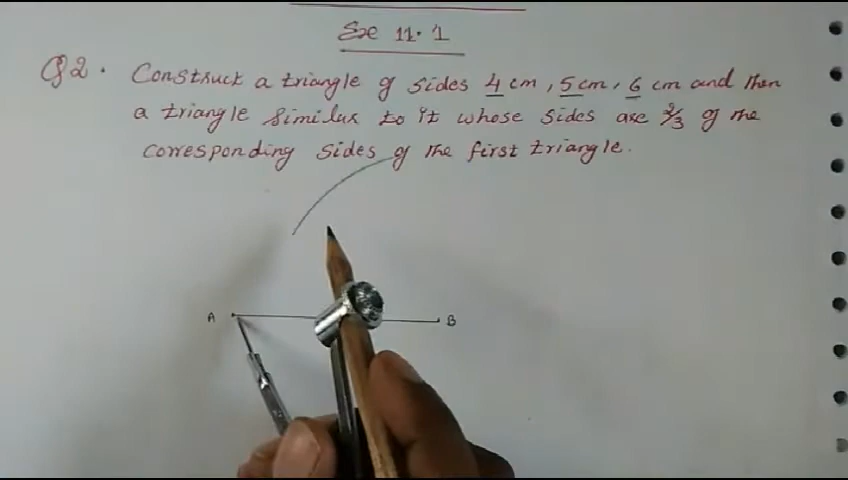 Ex 11.1
Q2. Construck a triangle of sides 4 cm, 5 cm, 6 cm and then
a triangle similar to it whose sides are 2/3 of the
corresponding sides of the first triangle.
A B